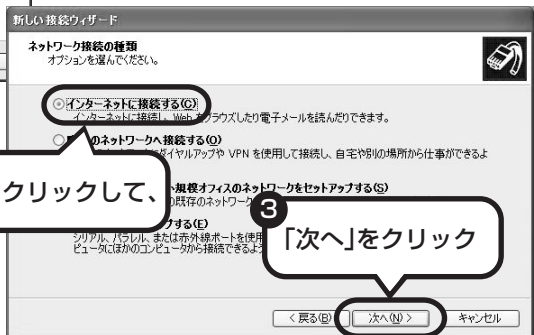 新しい接続ウィザード
ネットワーク接続の種類
オプションを選んでください。
インターネットに接続する(C)
インターネットに接続し、Web をブラウズしたり電子メールを読んだりできます。
のネットワークへ接続する(O)
ダイヤルアップや VPN を使用して接続し、自宅や別の場所から仕事ができるよ
クリックして、
規模オフィスのネットワークをセットアップする(S)
の既存のネットワーク
3
「次へ」をクリック
プする(E)
シリアル、パラレル、または赤外線ポートを使用
ピュータにほかのコンピュータから接続できるよ
< 戻る(B)
次へ(N) >
キャンセル